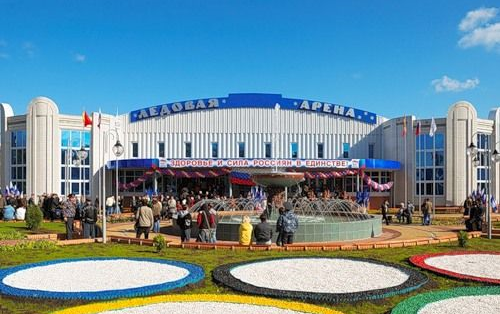 ЛЕДОВАЯ АРЕНА
ЗДОРОВЬЕ И СИЛА РОССИЯН В ЕДИНСТВЕ!